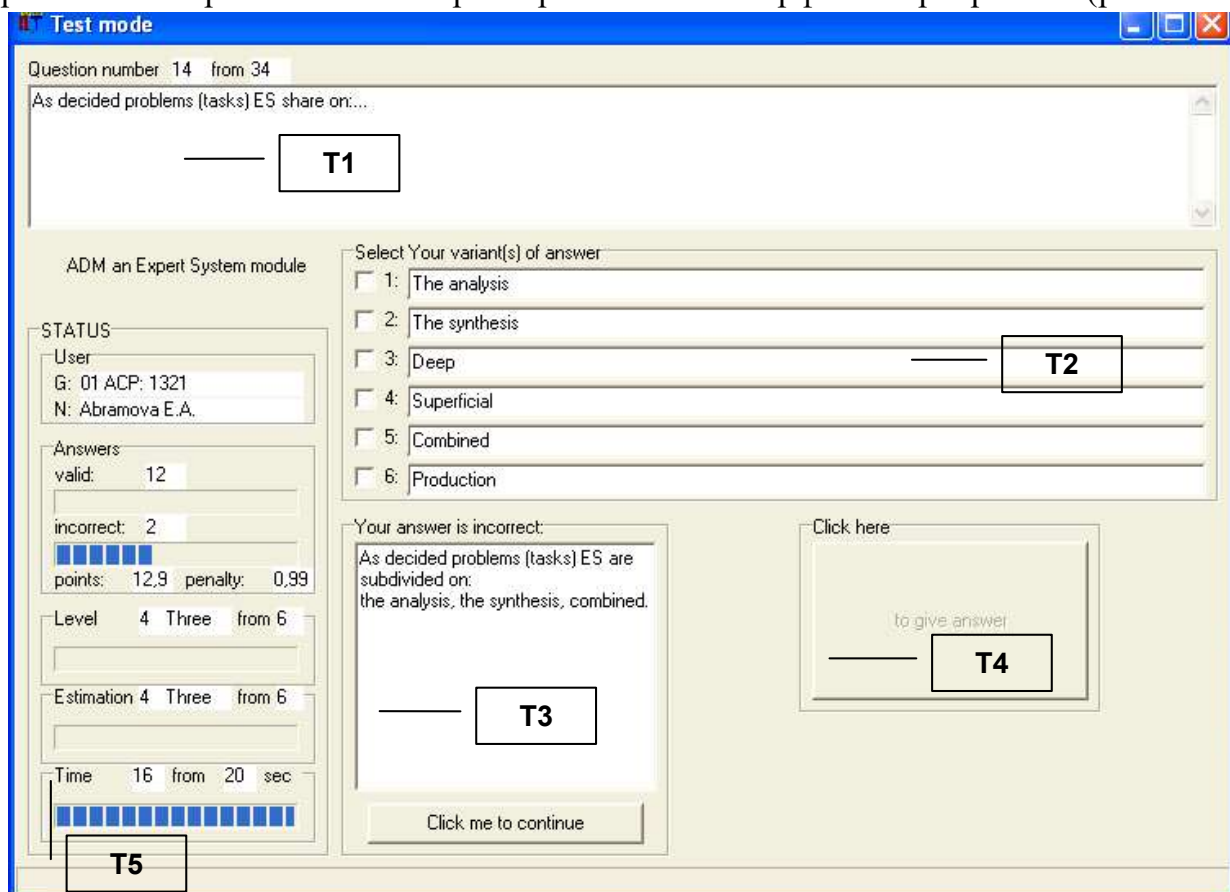 Test mode
Question number 14 from 34
As decided problems (tasks) ES share on:...
T1
ADM an Expert System module
Select Your variant(s) of answer
1: The analysis
2: The synthesis
3: Deep
T2
4: Superficial
5: Combined
6: Production
STATUS
User
G: 01 ACP: 1321
N: Abramova E.A.
Answers
valid: 12
incorrect: 2
points: 12,9 penalty: 0,99
Level 4 Three from 6
Estimation 4 Three from 6
Time 16 from 20 sec
T5
Your answer is incorrect:
As decided problems (tasks) ES are
subdivided on:
the analysis, the synthesis, combined.
T3
Click me to continue
Click here
to give answer
T4